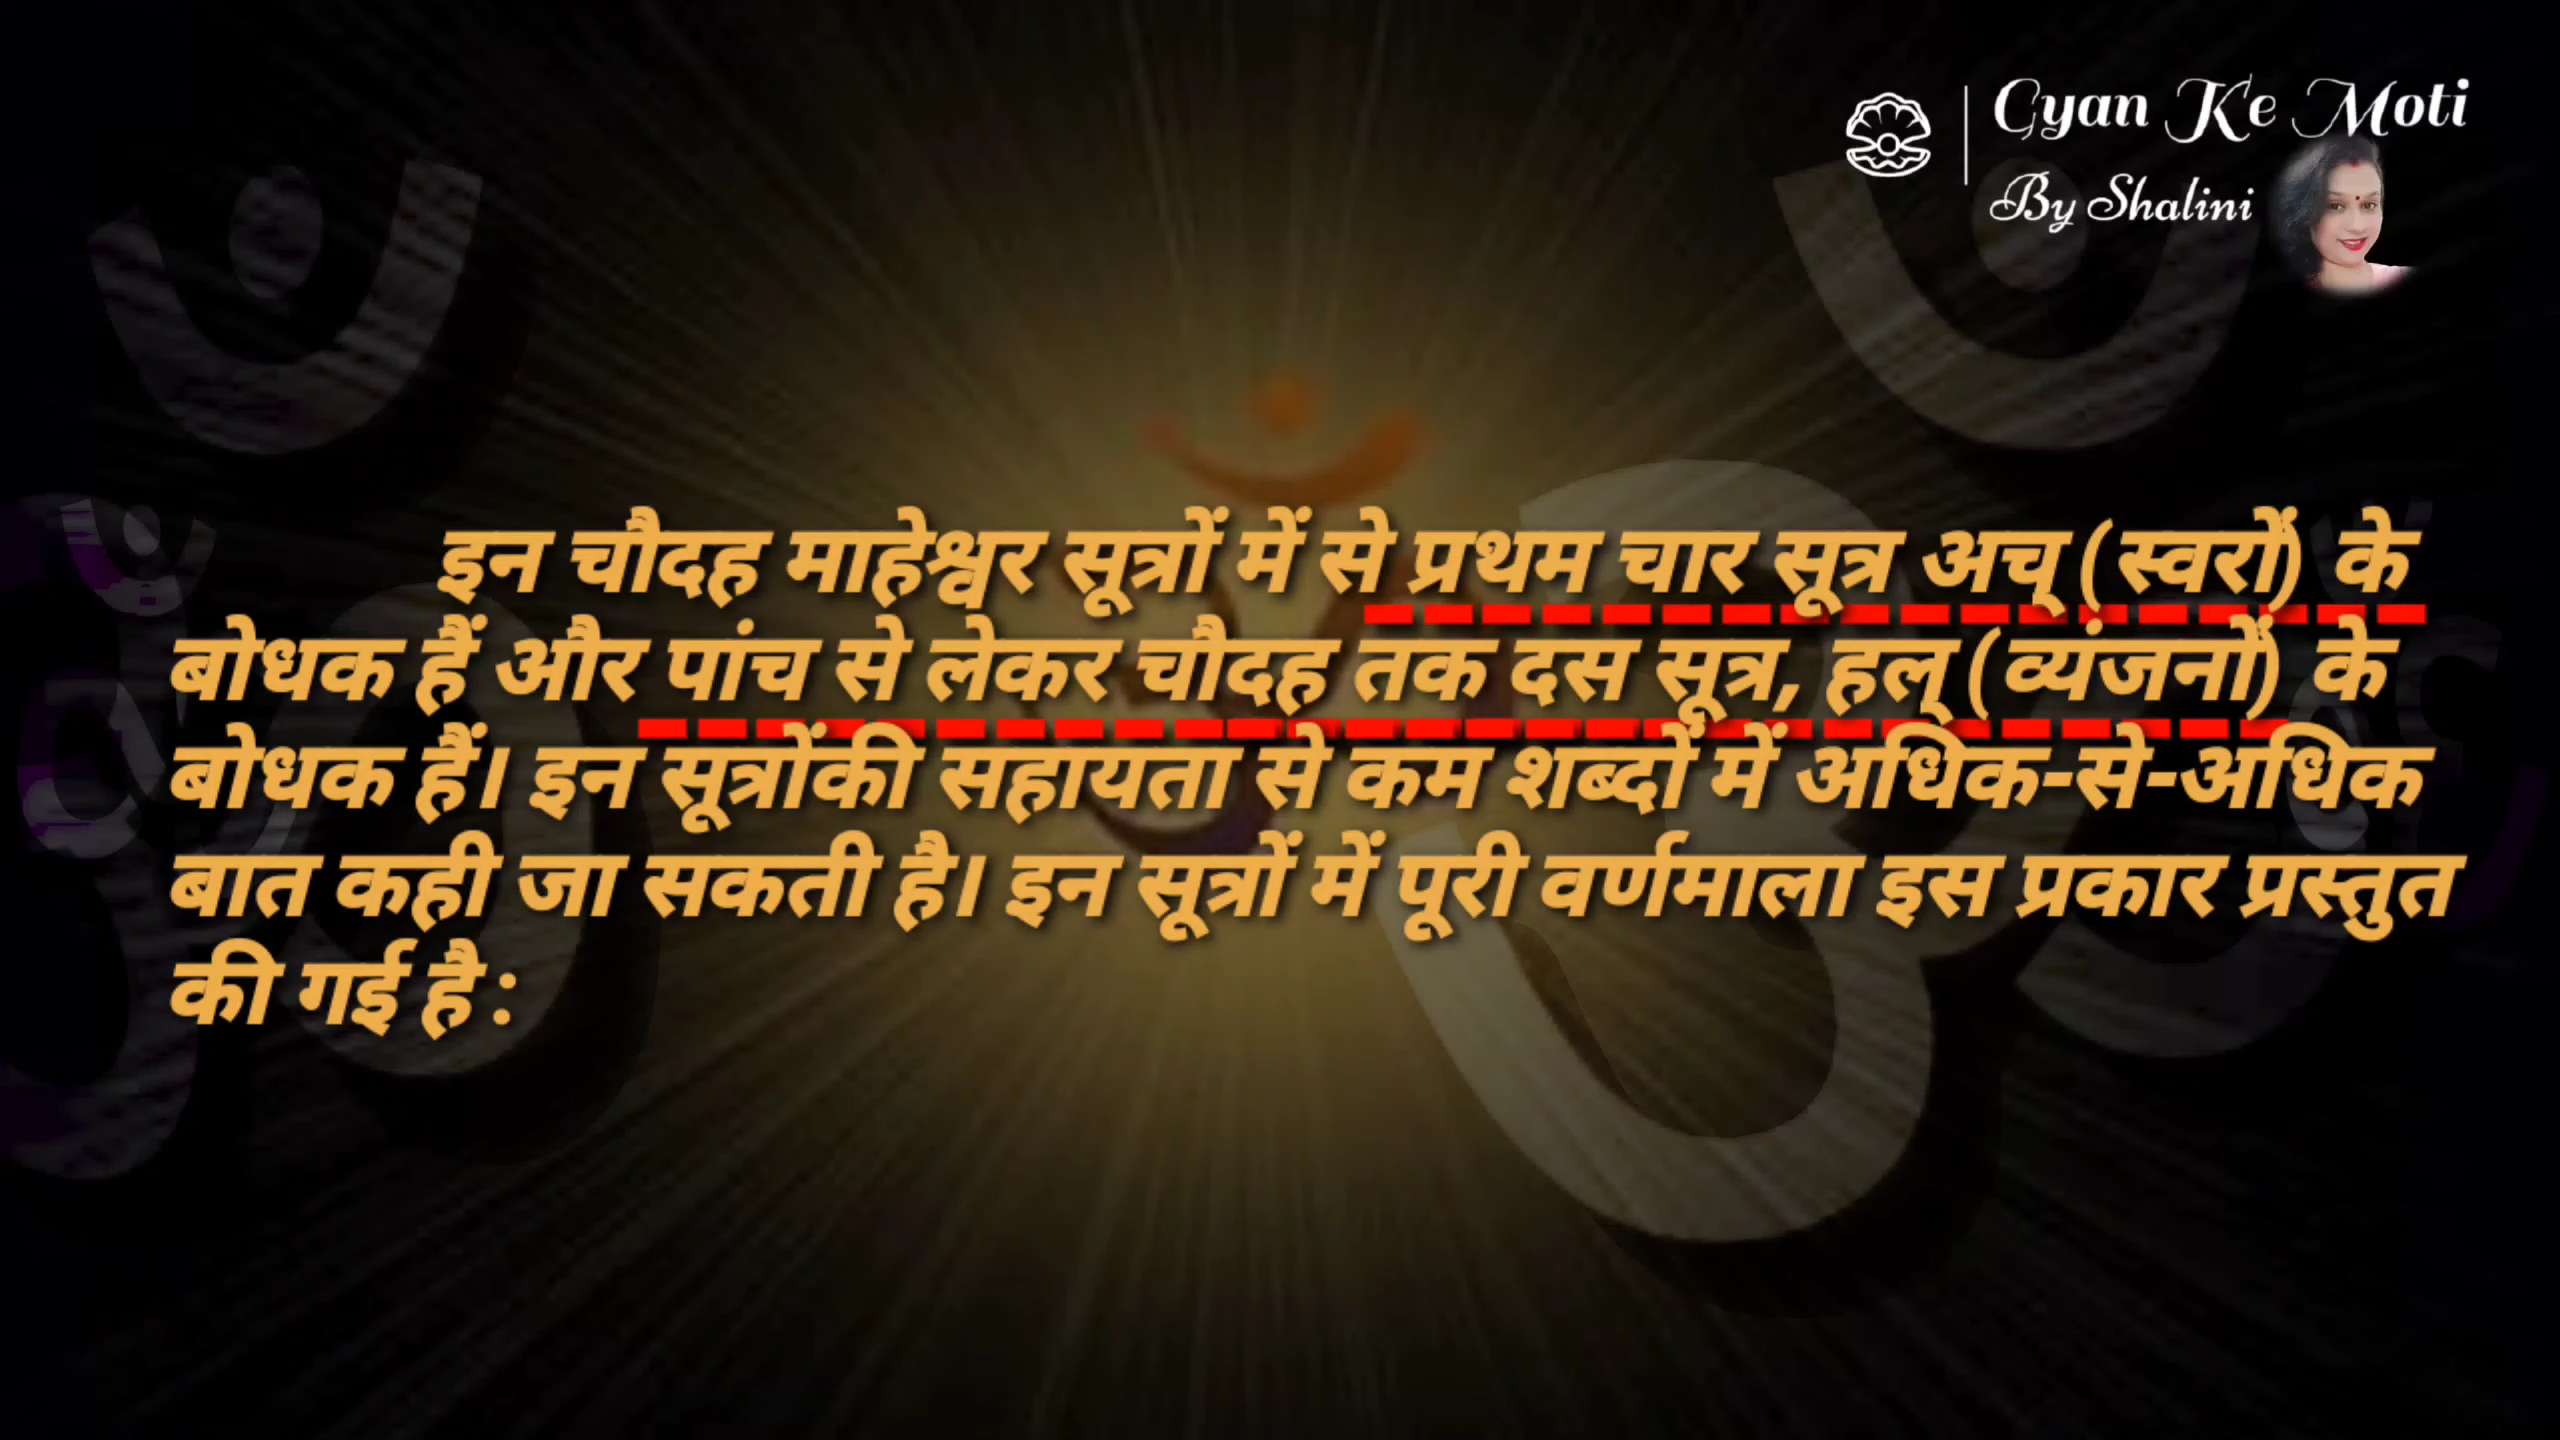 Gyan Ke Moti
By Shalini
इन चौदह माहेश्वर सूत्रों में से प्रथम चार सूत्र अच् (स्वरों) के
बोधक हैं और पांच से लेकर चौदह तक दस सूत्र, हल् (व्यंजनों) के
बोधक हैं। इन सूत्रोंकी सहायता से कम शब्दों में अधिक-से-अधिक
बात कही जा सकती है। इन सूत्रों में पूरी वर्णमाला इस प्रकार प्रस्तुत
की गई है :